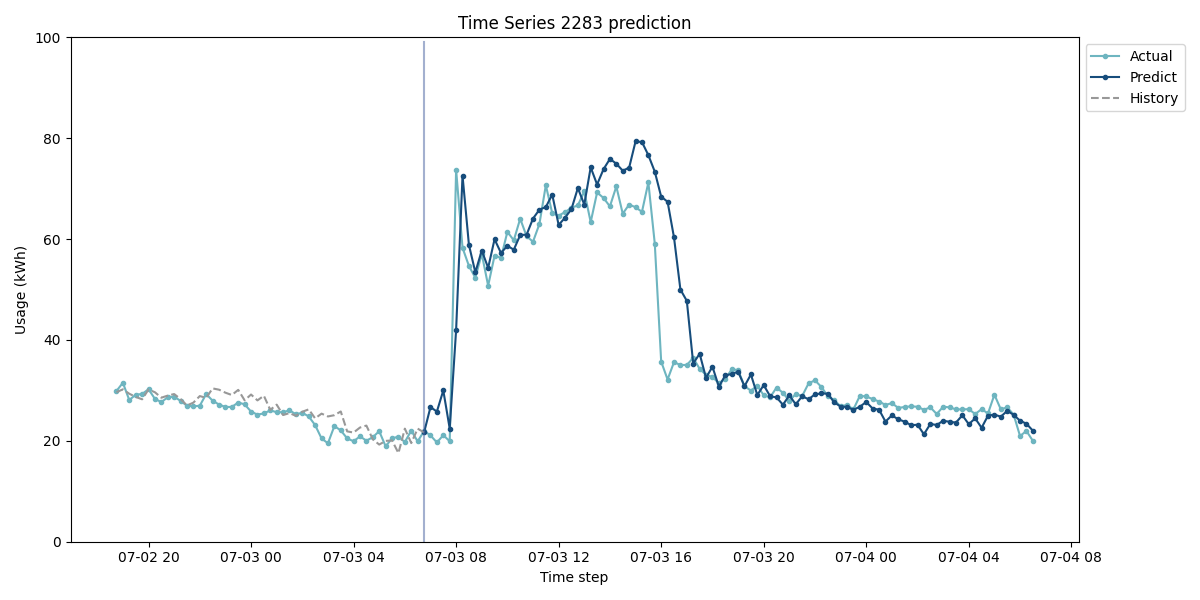 Time Series 2283 prediction
100
80
60
40
20
0
Usage (kWh)
07-02 20
07-03 00
07-03 04
07-03 08
07-03 12
07-03 16
07-03 20
07-04 00
07-04 04
07-04 08
Time step
Actual
Predict
History